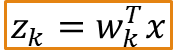 $z_k = w_k^T x$